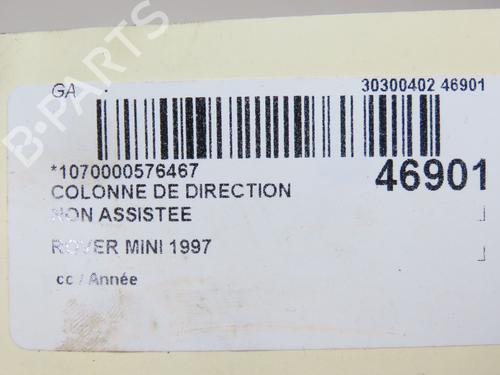 GA
30300402 46901
*1070000576467
46901
COLONNE DE DIRECTION
NON ASSISTEE
ROVER MINI 1997
cc / Année
B-PARTS